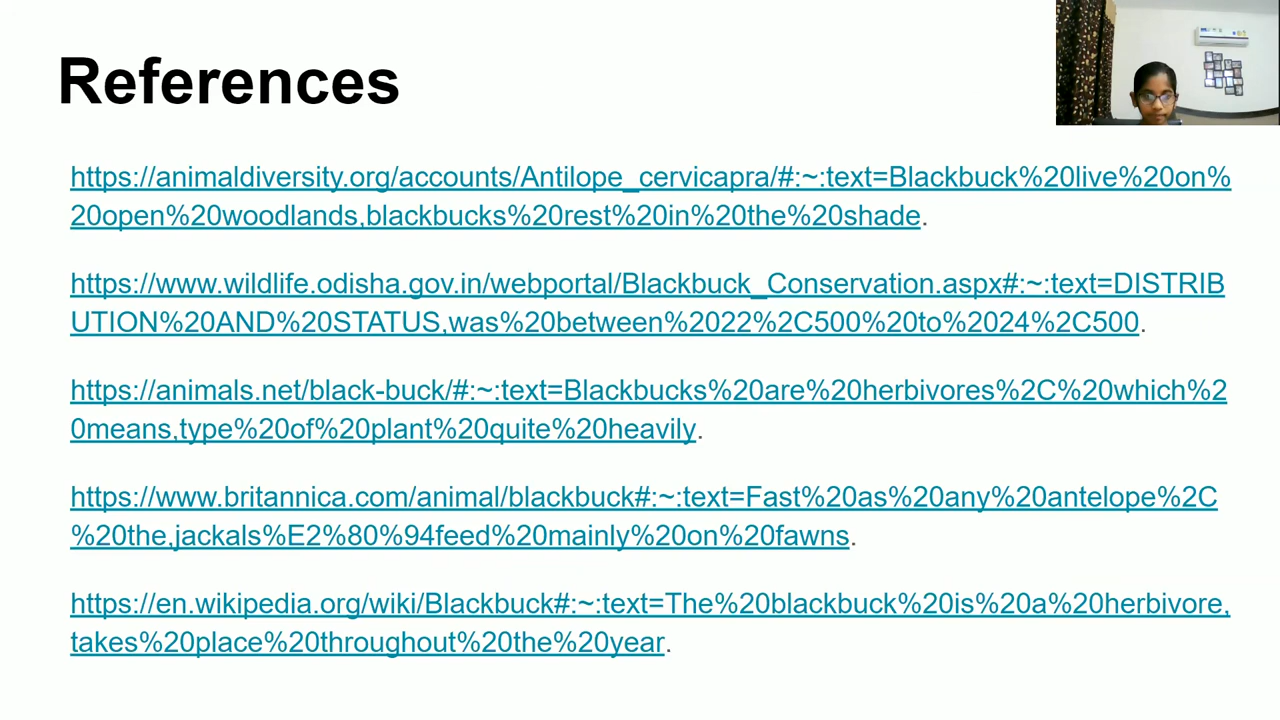 References
https://animaldiversity.org/accounts/Antilope_cervicapra/#:~:text=Blackbuck%20live%20on%
20open%20woodlands,blackbucks%20rest%20in%20the%20shade.
https://www.wildlife.odisha.gov.in/webportal/Blackbuck_Conservation.aspx#:~:text=DISTRIB
UTION%20AND%20STATUS,was%20between%2022%2C500%20to%2024%2C500.
https://animals.net/black-buck/#:~:text=Blackbucks%20are%20herbivores%2C%20which%2
0means,type%20of%20plant%20quite%20heavily.
https://www.britannica.com/animal/blackbuck#:~:text=Fast%20as%20any%20antelope%2C
%20the,jackals%E2%80%94feed%20mainly%20on%20fawns.
https://en.wikipedia.org/wiki/Blackbuck#:~:text=The%20blackbuck%20is%20a%20herbivore,
takes%20place%20throughout%20the%20year.